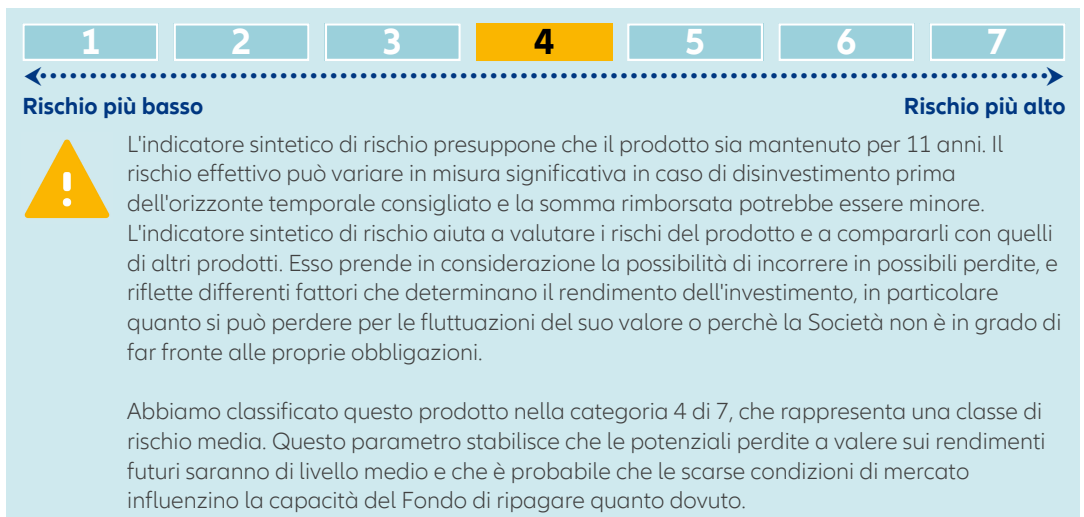 1 2 3 4 5 6 7
Rischio più basso Rischio più alto
L'indicatore sintetico di rischio presuppone che il prodotto sia mantenuto per 11 anni. Il
rischio effettivo può variare in misura significativa in caso di disinvestimento prima
dell'orizzonte temporale consigliato e la somma rimborsata potrebbe essere minore.
L'indicatore sintetico di rischio aiuta a valutare i rischi del prodotto e a compararli con quelli
di altri prodotti. Esso prende in considerazione la possibilità di incorrere in possibili perdite, e
riflette differenti fattori che determinano il rendimento dell'investimento, in particolare
quanto si può perdere per le fluttuazioni del suo valore o perchè la Società non è in grado di
far fronte alle proprie obbligazioni.
Abbiamo classificato questo prodotto nella categoria 4 di 7, che rappresenta una classe di
rischio media. Questo parametro stabilisce che le potenziali perdite a valere sui rendimenti
futuri saranno di livello medio e che è probabile che le scarse condizioni di mercato
influenzino la capacità del Fondo di ripagare quanto dovuto.